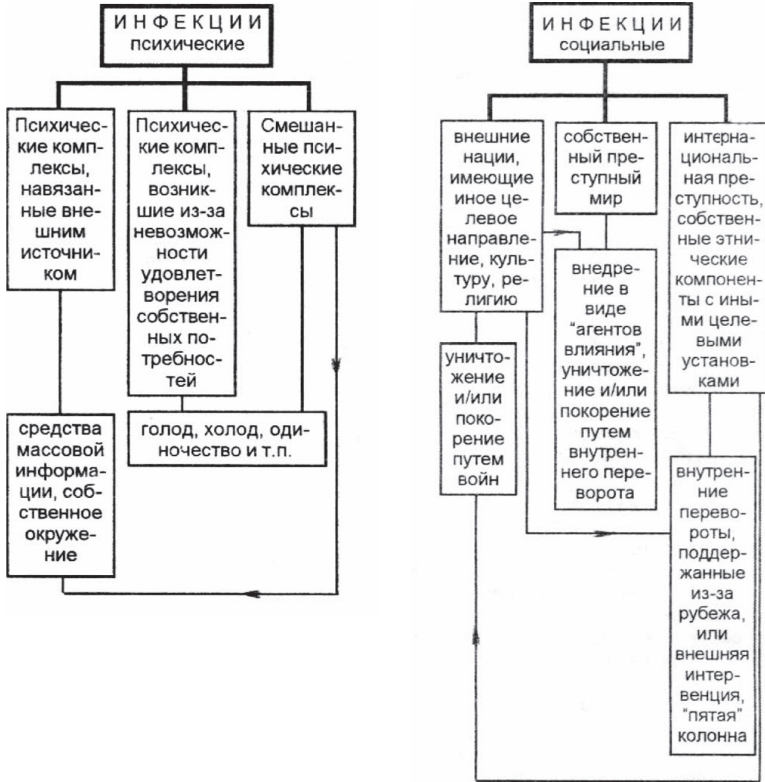 ИНФЕКЦИИ
психические
Психичес-
кие комп-
лексы,
навязан-
ные вне-
шним
источни-
ком
Психичес-
кие комп-
лексы,
возник-
шие из-за
невозмож-
ности
удовлет-
ворения
собствен-
ных по-
требнос-
тей
Смешан-
ные пси-
хические
комплек-
сы
средства
массовой
информа-
ции, соб-
ственное
окруже-
ние
голод, холод, оди-
ночество и т.п.
ИНФЕКЦИИ
социальные
внешние
нации,
имеющие
иное це-
левое
направле-
ние, куль-
туру, ре-
лигию
собствен-
ный пре-
ступный
мир
интерна-
циональ-
ная пре-
ступность,
собствен-
ные этни-
ческие
компонен-
ты с ины-
ми целе-
выми
установ-
ками
уничто-
жение
и/или
поко-
рение
путем
войн
внедре-
ние в
виде
"агентов
влияния",
уничтоже-
ние и/или
покорение
путем
внутрен-
него пере-
ворота
внутрен-
ние
перево-
роты,
поддер-
жанные
из-за
рубежа,
или
внешняя
интер-
венция,
"пятая"
колонна